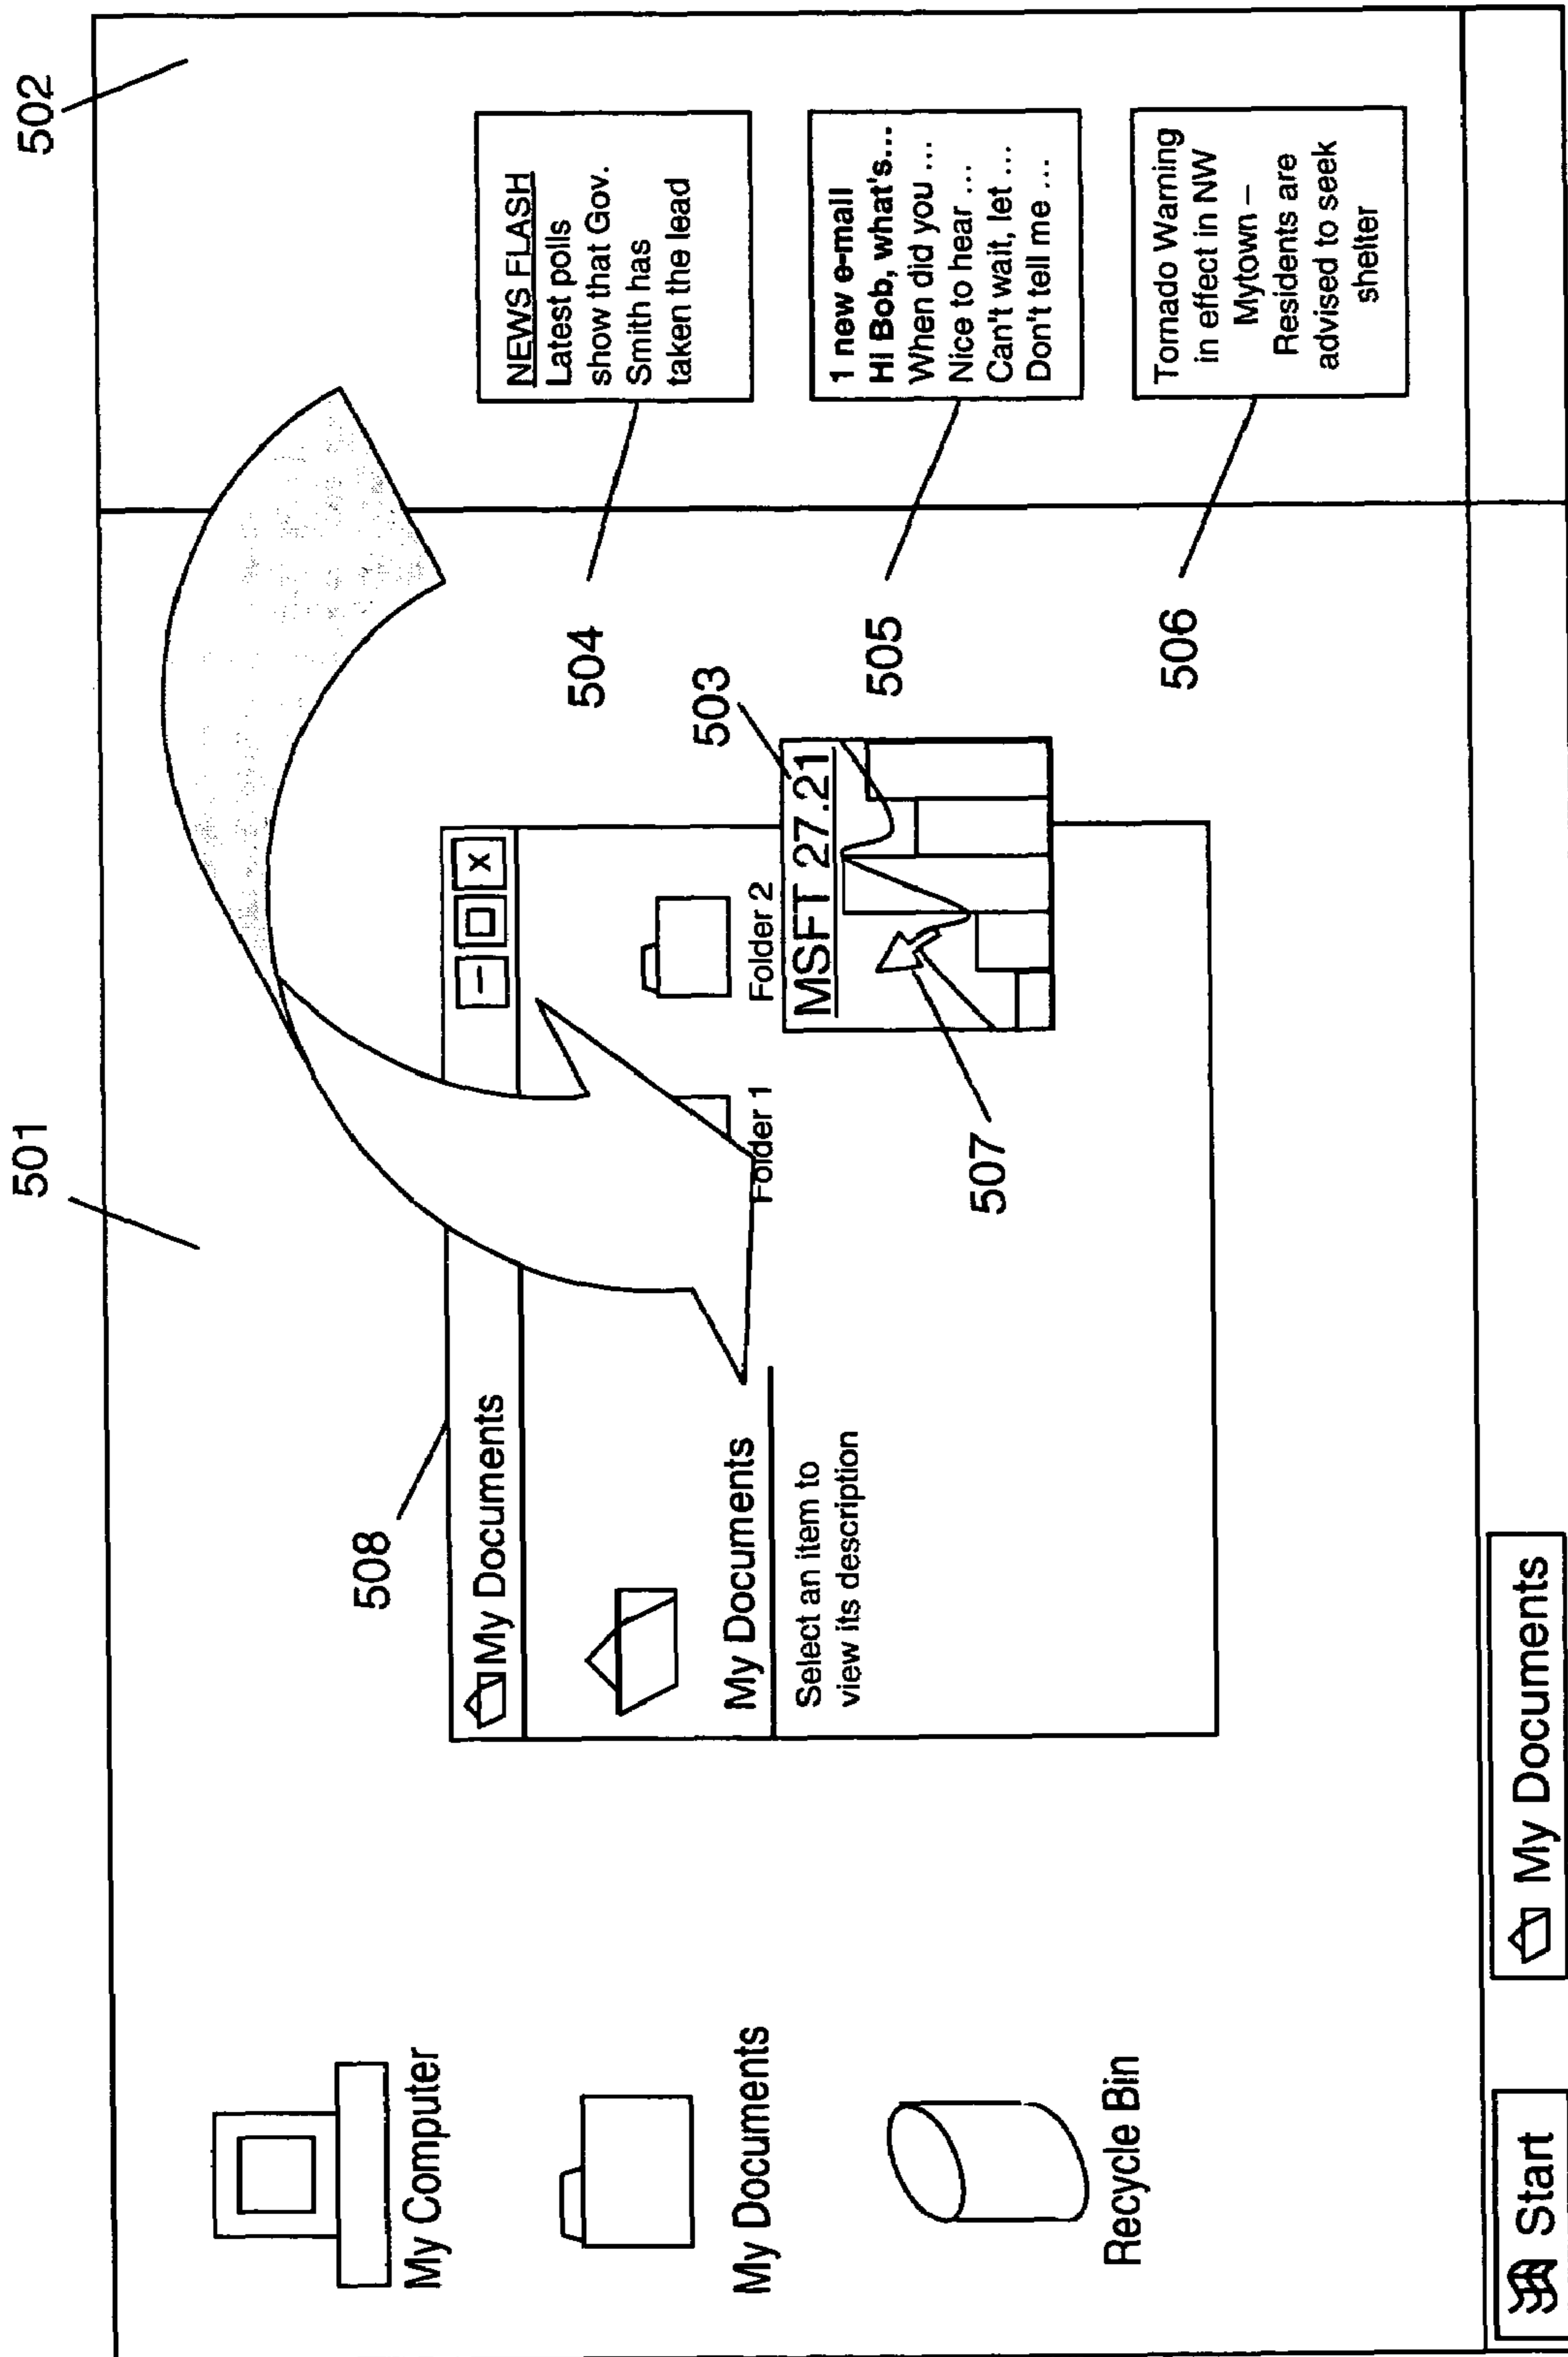 501
502
My Computer
My Documents
Recycle Bin
508
My Documents
My Documents
Select an item to
view its description
Folder 1
Folder 2
503
MSFT 27.21
507
504
NEWS FLASH
Latest polls
show that Gov.
Smith has
taken the lead
505
1 new e-mail
Hi Bob, what's...
When did you ...
Nice to hear ...
Can't wait, let ...
Don't tell me ...
506
Tornado Warning
in effect in NW
Mytown –
Residents are
advised to seek
shelter
Start
My Documents